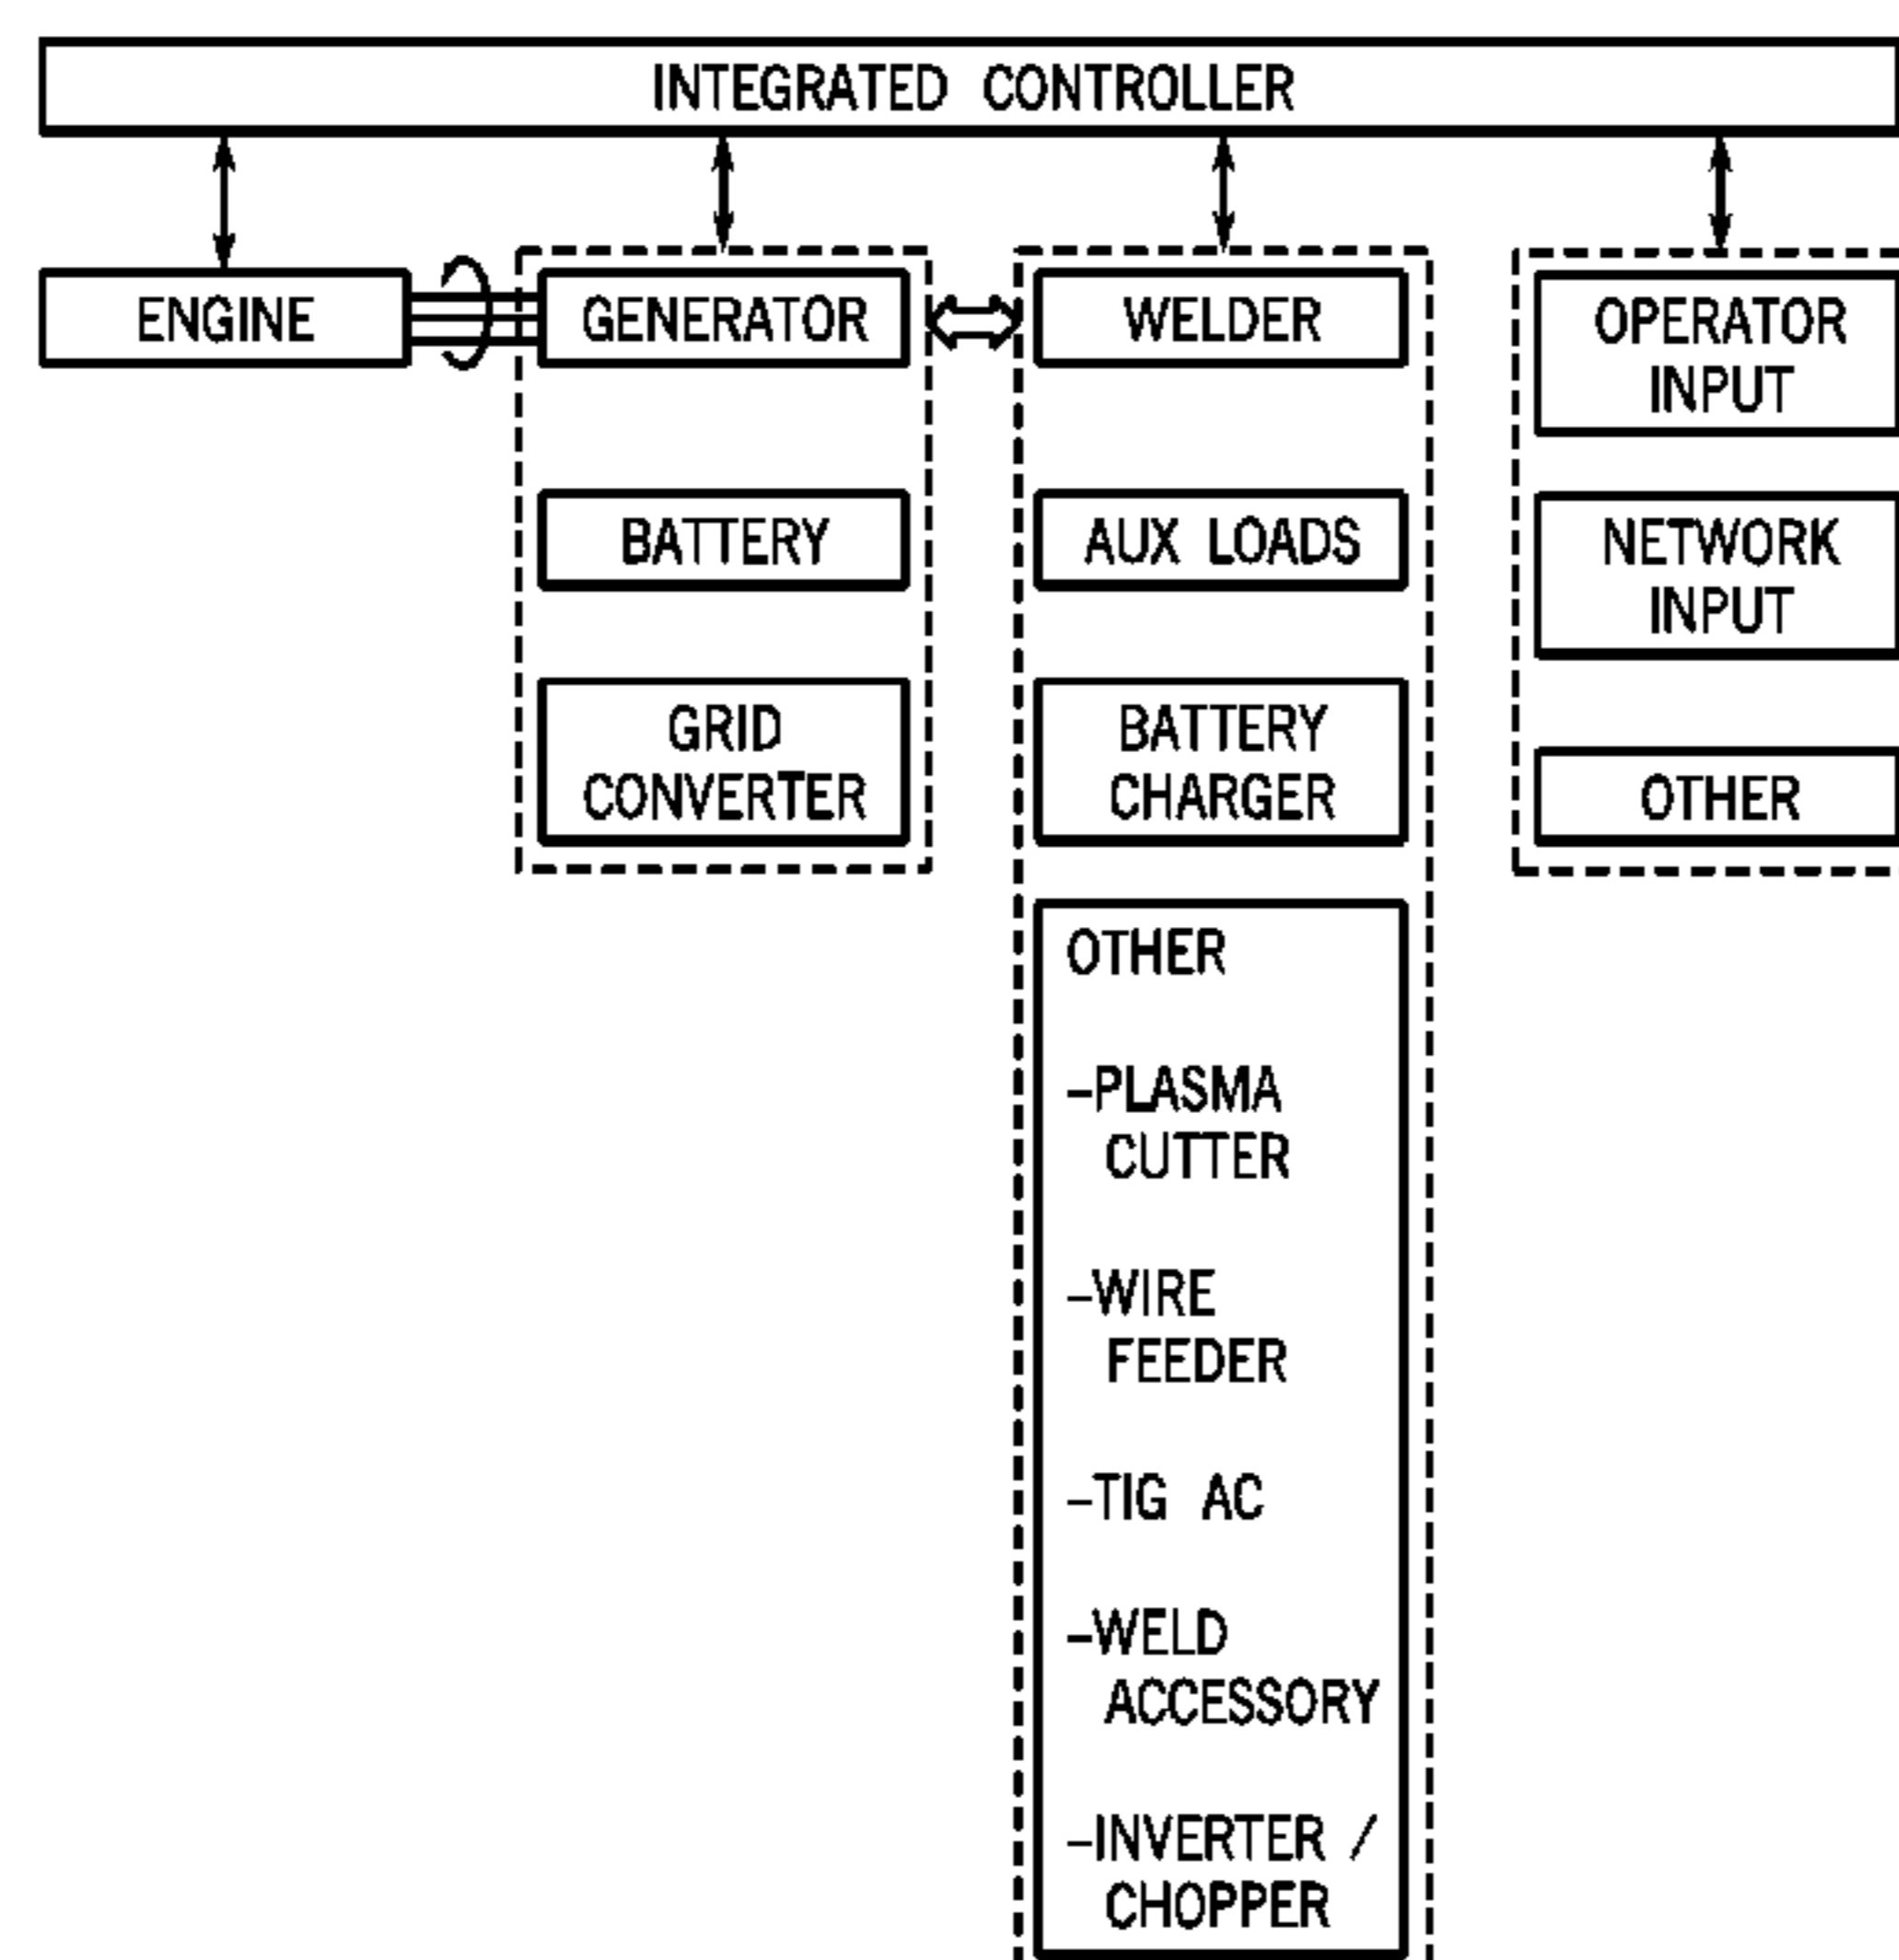 INTEGRATED CONTROLLER
ENGINE
GENERATOR
BATTERY
GRID
CONVERTER
WELDER
AUX LOADS
BATTERY
CHARGER
OTHER
-PLASMA
CUTTER
-WIRE
FEEDER
-TIG AC
-WELD
ACCESSORY
-INVERTER /
CHOPPER
OPERATOR
INPUT
NETWORK
INPUT
OTHER